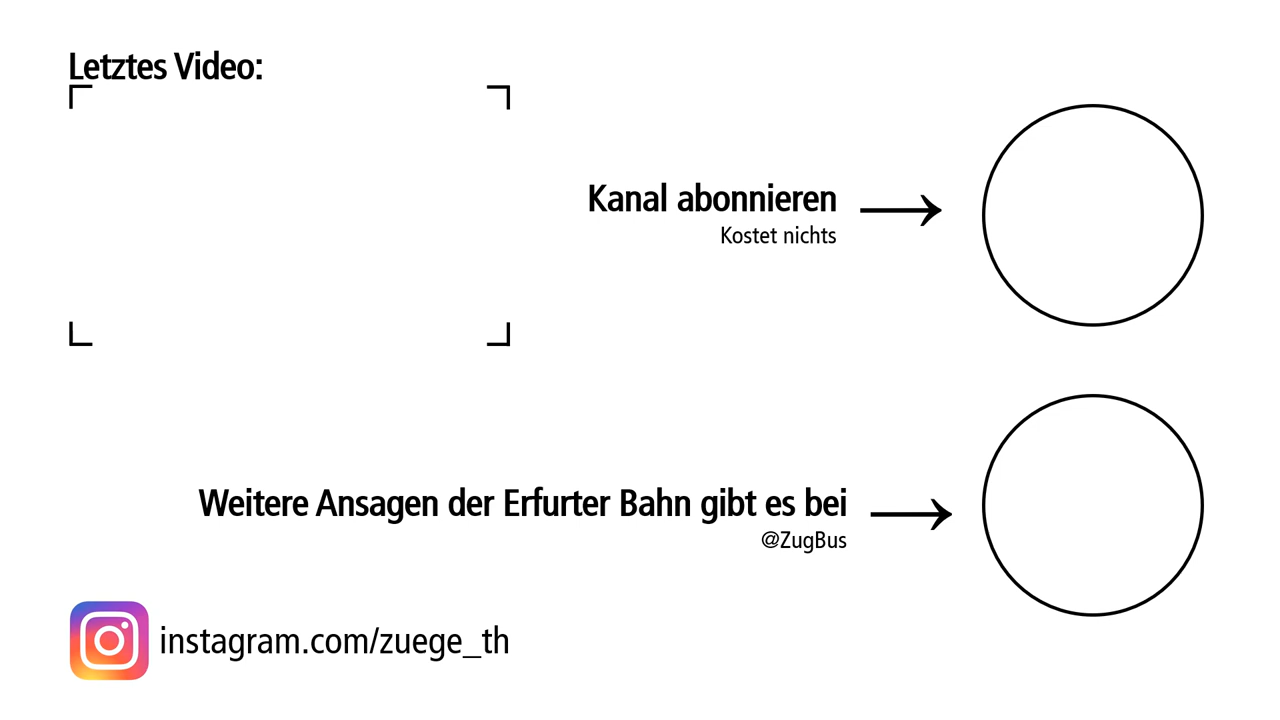 Letztes Video:
Kanal abonnieren
Kostet nichts
Weitere Ansagen der Erfurter Bahn gibt es bei
@ZugBus
instagram.com/zuege_th